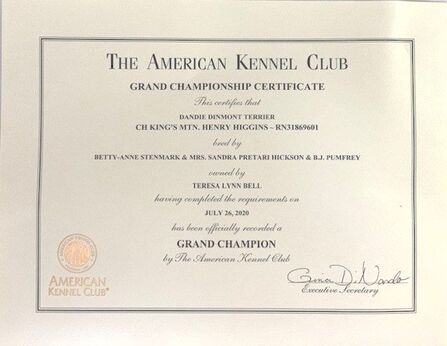 THE AMERICAN KENNEL CLUB
GRAND CHAMPIONSHIP CERTIFICATE
This certifies that
DANDIE DINMONT TERRIER
CH KING'S MTN. HENRY HIGGINS ~ RN31869601
bred by
BETTY-ANNE STENMARK & MRS. SANDRA PRETARI HICKSON & B.J. PUMFREY
owned by
TERESA LYNN BELL
having completed the requirements on
JULY 26, 2020
has been officially recorded a
GRAND CHAMPION
by The American Kennel Club
Gina DiNardo
Executive Secretary
AMERICAN
KENNEL CLUB®